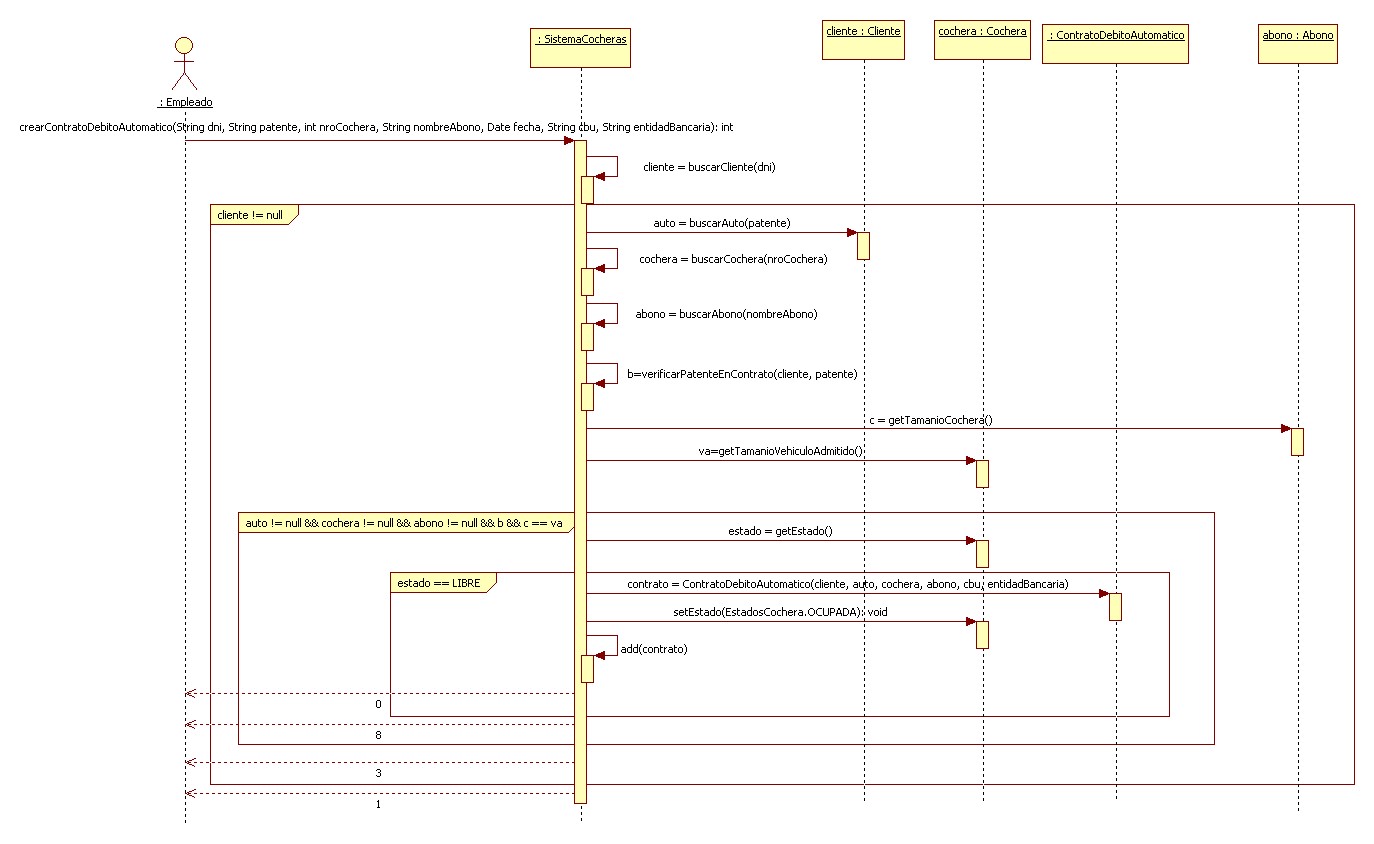 : SistemaCocheras
cliente : Cliente
cochera : Cochera
: ContratoDebitoAutomatico
abono : Abono
: Empleado
crearContratoDebitoAutomatico(String dni, String patente, int nroCochera, String nombreAbono, Date fecha, String cbu, String entidadBancaria): int
cliente = buscarCliente(dni)
cliente != null
auto = buscarAuto(patente)
cochera = buscarCochera(nroCochera)
abono = buscarAbono(nombreAbono)
b=verificarPatenteEnContrato(cliente, patente)
c = getTamanioCochera()
va=getTamanioVehiculoAdmitido()
auto != null && cochera != null && abono != null && b && c == va
estado = getEstado()
estado == LIBRE
contrato = ContratoDebitoAutomatico(cliente, auto, cochera, abono, cbu, entidadBancaria)
setEstado(EstadosCochera.OCUPADA): void
add(contrato)
0
8
3
1